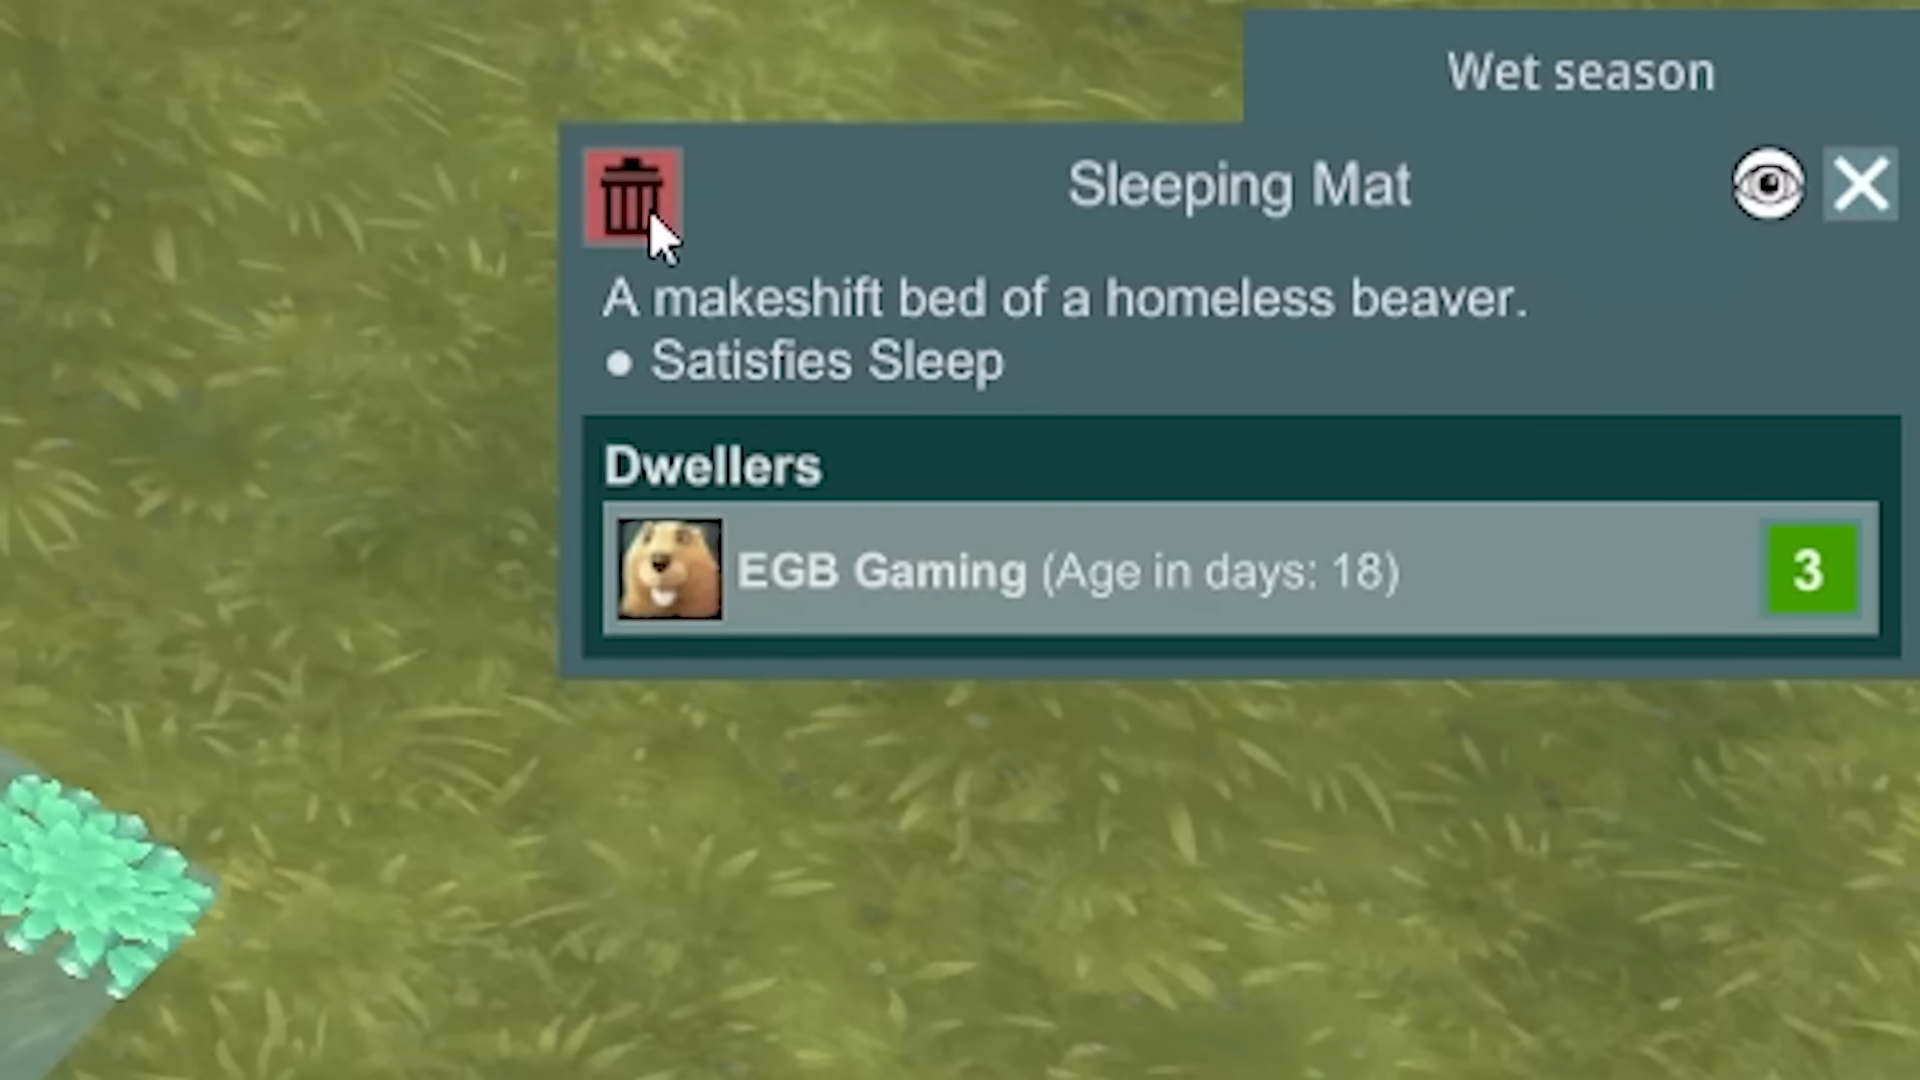 Wet season
Sleeping Mat
A makeshift bed of a homeless beaver.
● Satisfies Sleep
Dwellers
EGB Gaming (Age in days: 18)
3